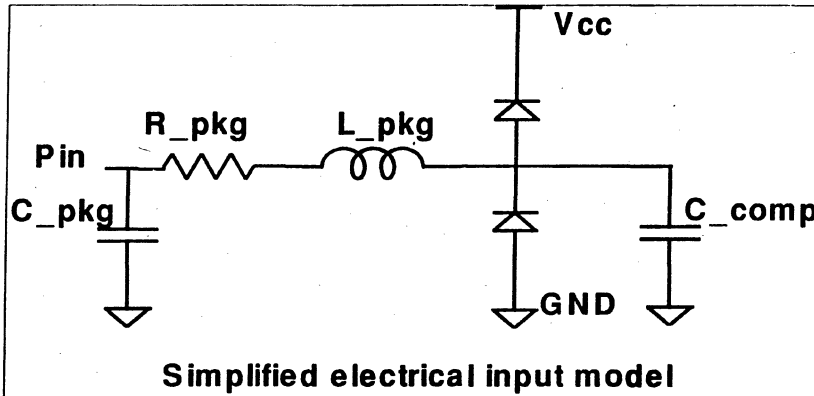 Vcc
R_pkg
L_pkg
Pin
C_pkg
C_comp
GND
Simplified electrical input model